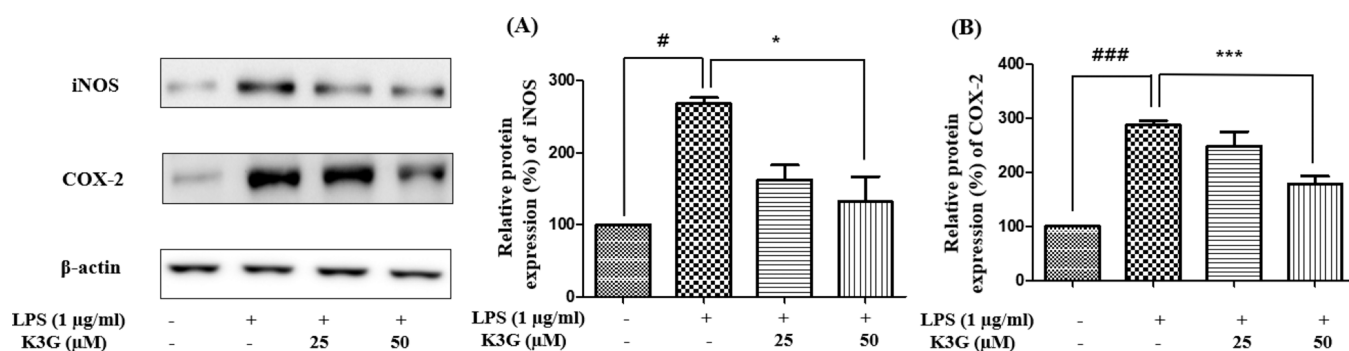 iNOS
COX-2
β-actin
LPS (1 μg/ml) - + + +
K3G (μM) - - 25 50
(A)
# *
Relative protein
expression (%) of iNOS
300
200
100
0
LPS (1 μg/ml) - + + +
K3G (μM) - - 25 50
(B)
### ***
Relative protein
expression (%) of COX-2
400
300
200
100
0
LPS (1 μg/ml) - + + +
K3G (μM) - - 25 50